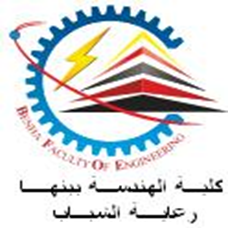 BENHA FACULTY OF ENGINEERING
كلية الهندسة ببنها
رعاية الشباب